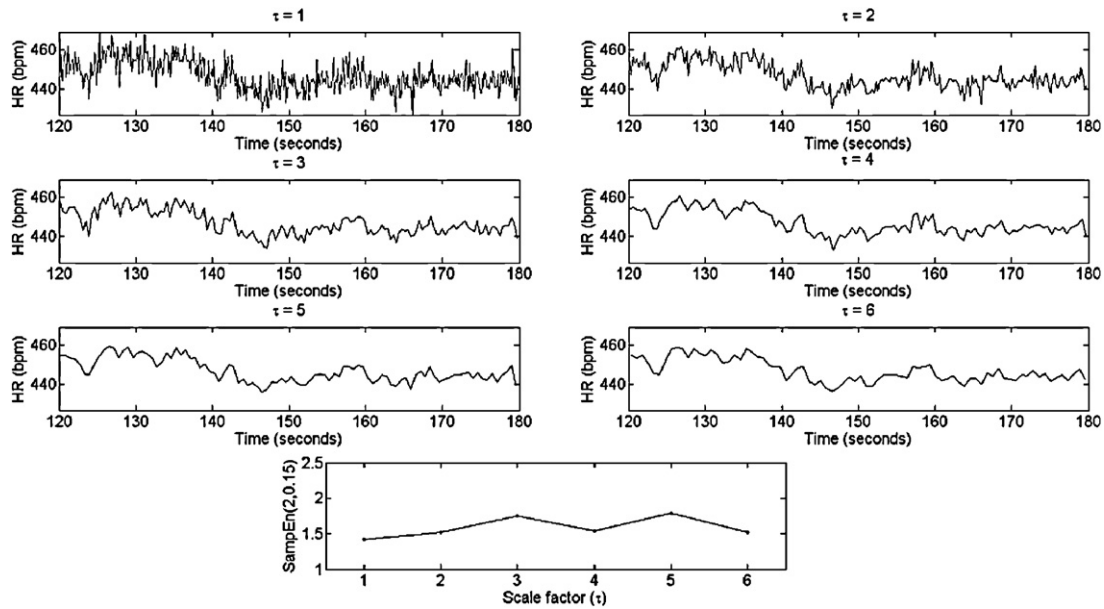 τ = 1
HR (bpm)
460
440
120 130 140 150 160 170 180
Time (seconds)
τ = 2
HR (bpm)
460
440
120 130 140 150 160 170 180
Time (seconds)
τ = 3
HR (bpm)
460
440
120 130 140 150 160 170 180
Time (seconds)
τ = 4
HR (bpm)
460
440
120 130 140 150 160 170 180
Time (seconds)
τ = 5
HR (bpm)
460
440
120 130 140 150 160 170 180
Time (seconds)
τ = 6
HR (bpm)
460
440
120 130 140 150 160 170 180
Time (seconds)
SampEn(2,0.15)
2.5
2
1.5
1
1 2 3 4 5 6
Scale factor (τ)